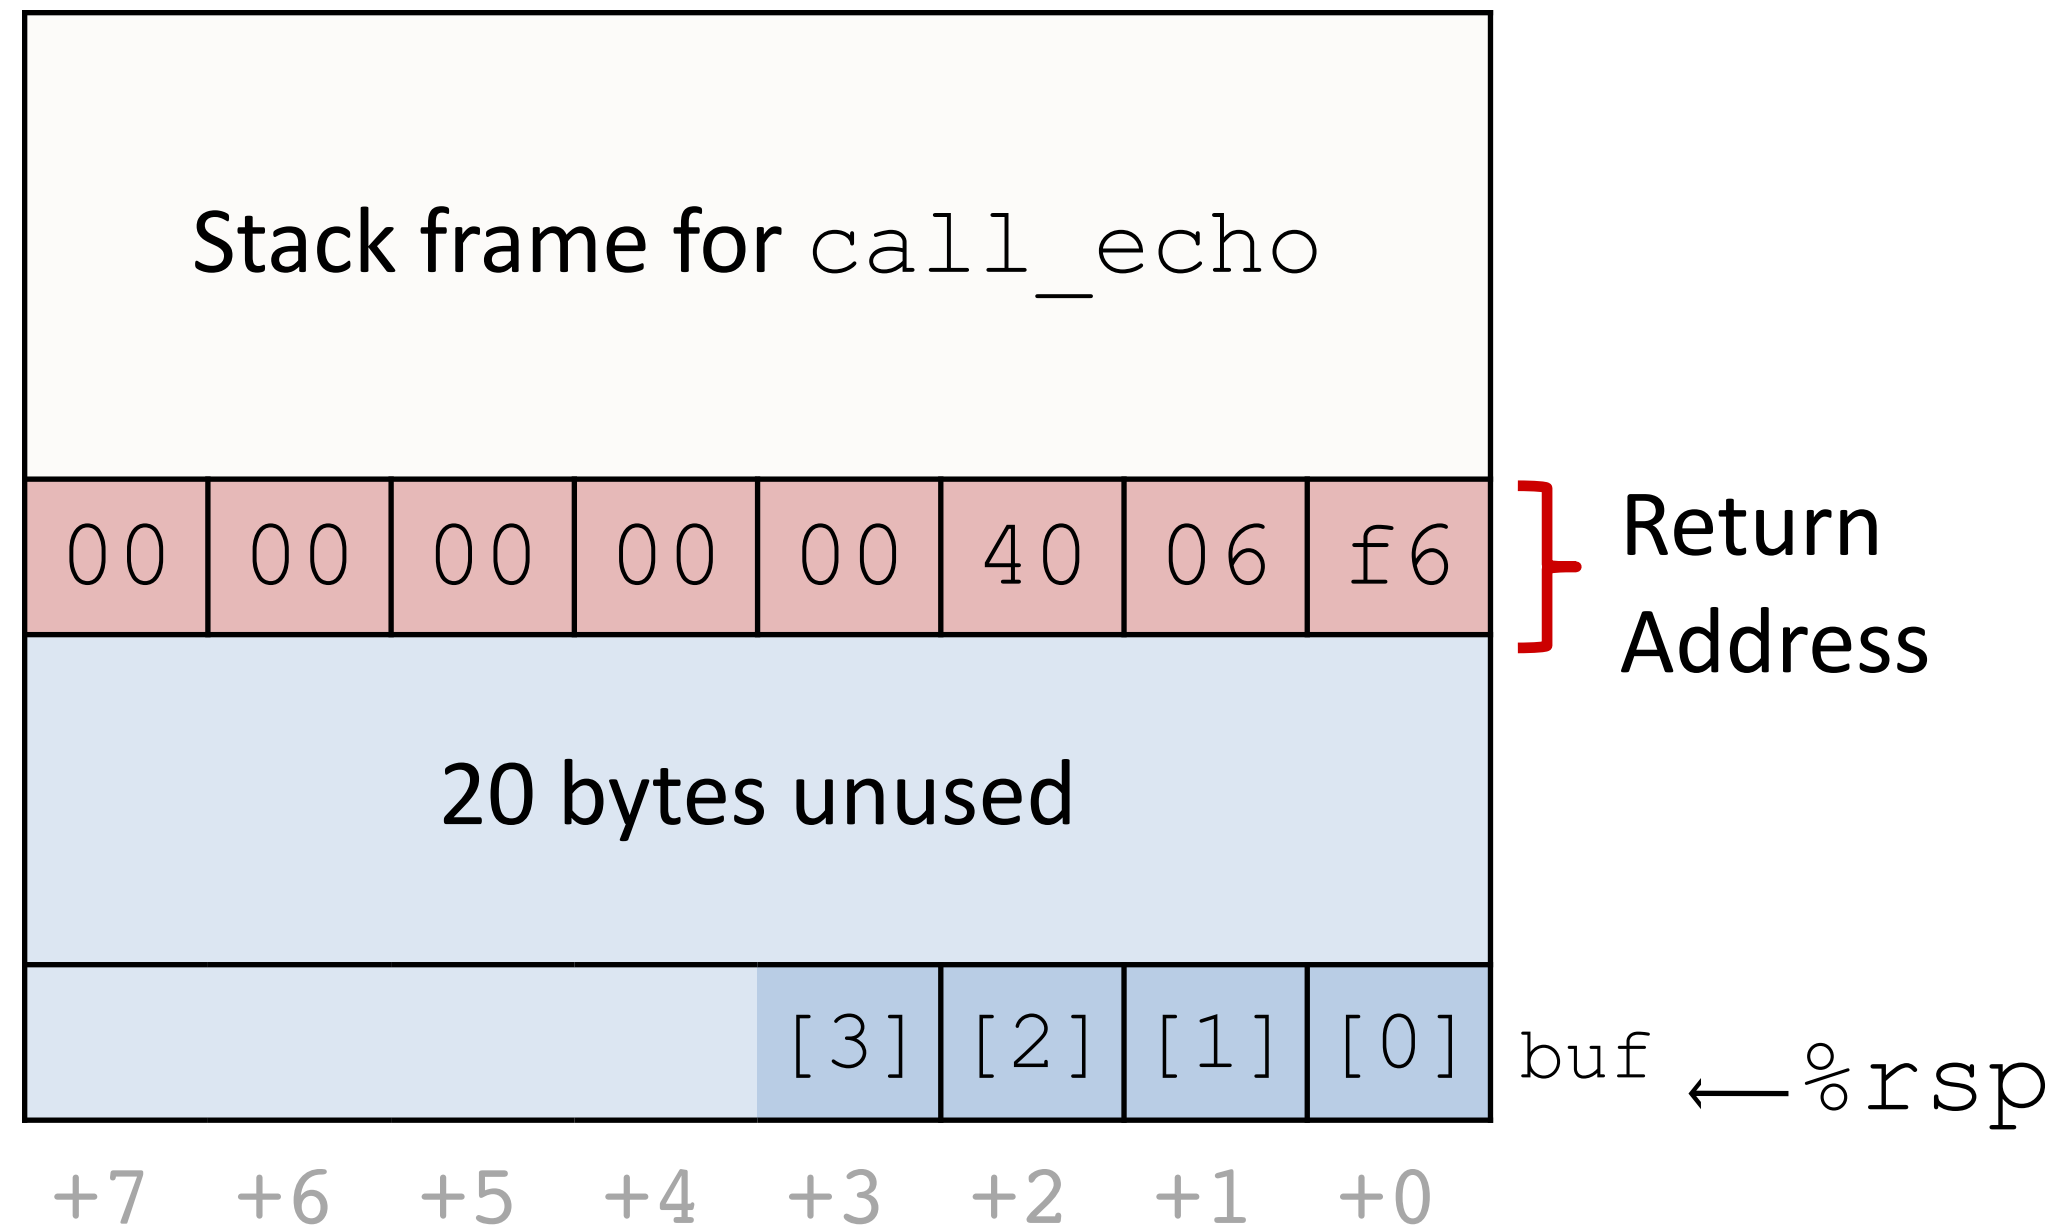 Stack frame for call_echo
00 00 00 00 00 40 06 f6
Return
Address
20 bytes unused
[3] [2] [1] [0] buf
%rsp
+7 +6 +5 +4 +3 +2 +1 +0